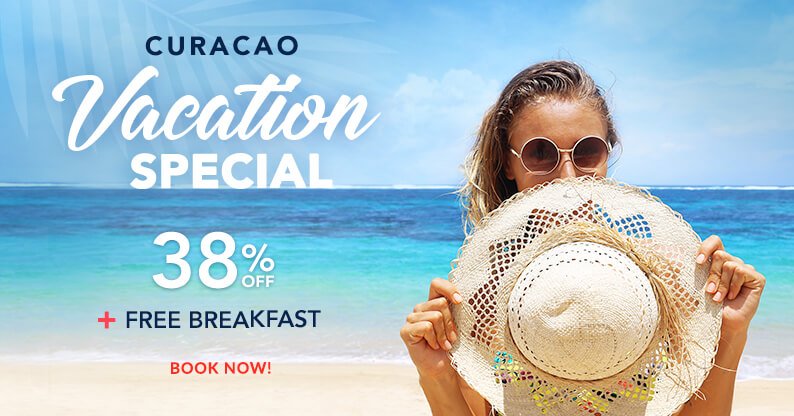 CURACAO
Vacation
SPECIAL
38% OFF
+ FREE BREAKFAST
BOOK NOW!